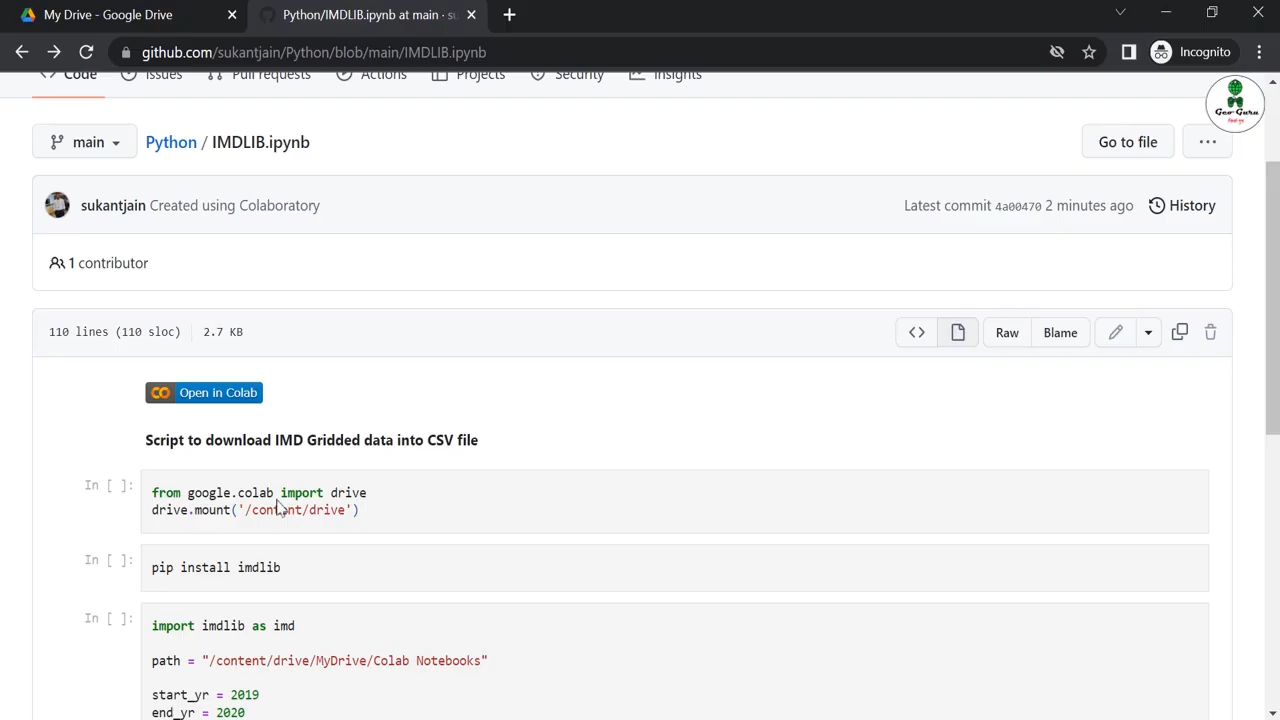 My Drive - Google Drive
Python/IMDLIB.ipynb at main · su
github.com/sukantjain/Python/blob/main/IMDLIB.ipynb
Incognito
Code
Issues
Pull requests
Actions
Projects
Security
Insights
Geo Guru
main
Python / IMDLIB.ipynb
Go to file
sukantjain Created using Colaboratory
Latest commit 4a00470 2 minutes ago
History
1 contributor
110 lines (110 sloc)
2.7 KB
Raw
Blame
CO Open in Colab
Script to download IMD Gridded data into CSV file
In [ ]:
from google.colab import drive
drive.mount('/content/drive')
In [ ]:
pip install imdlib
In [ ]:
import imdlib as imd
path = "/content/drive/MyDrive/Colab Notebooks"
start_yr = 2019
end_yr = 2020